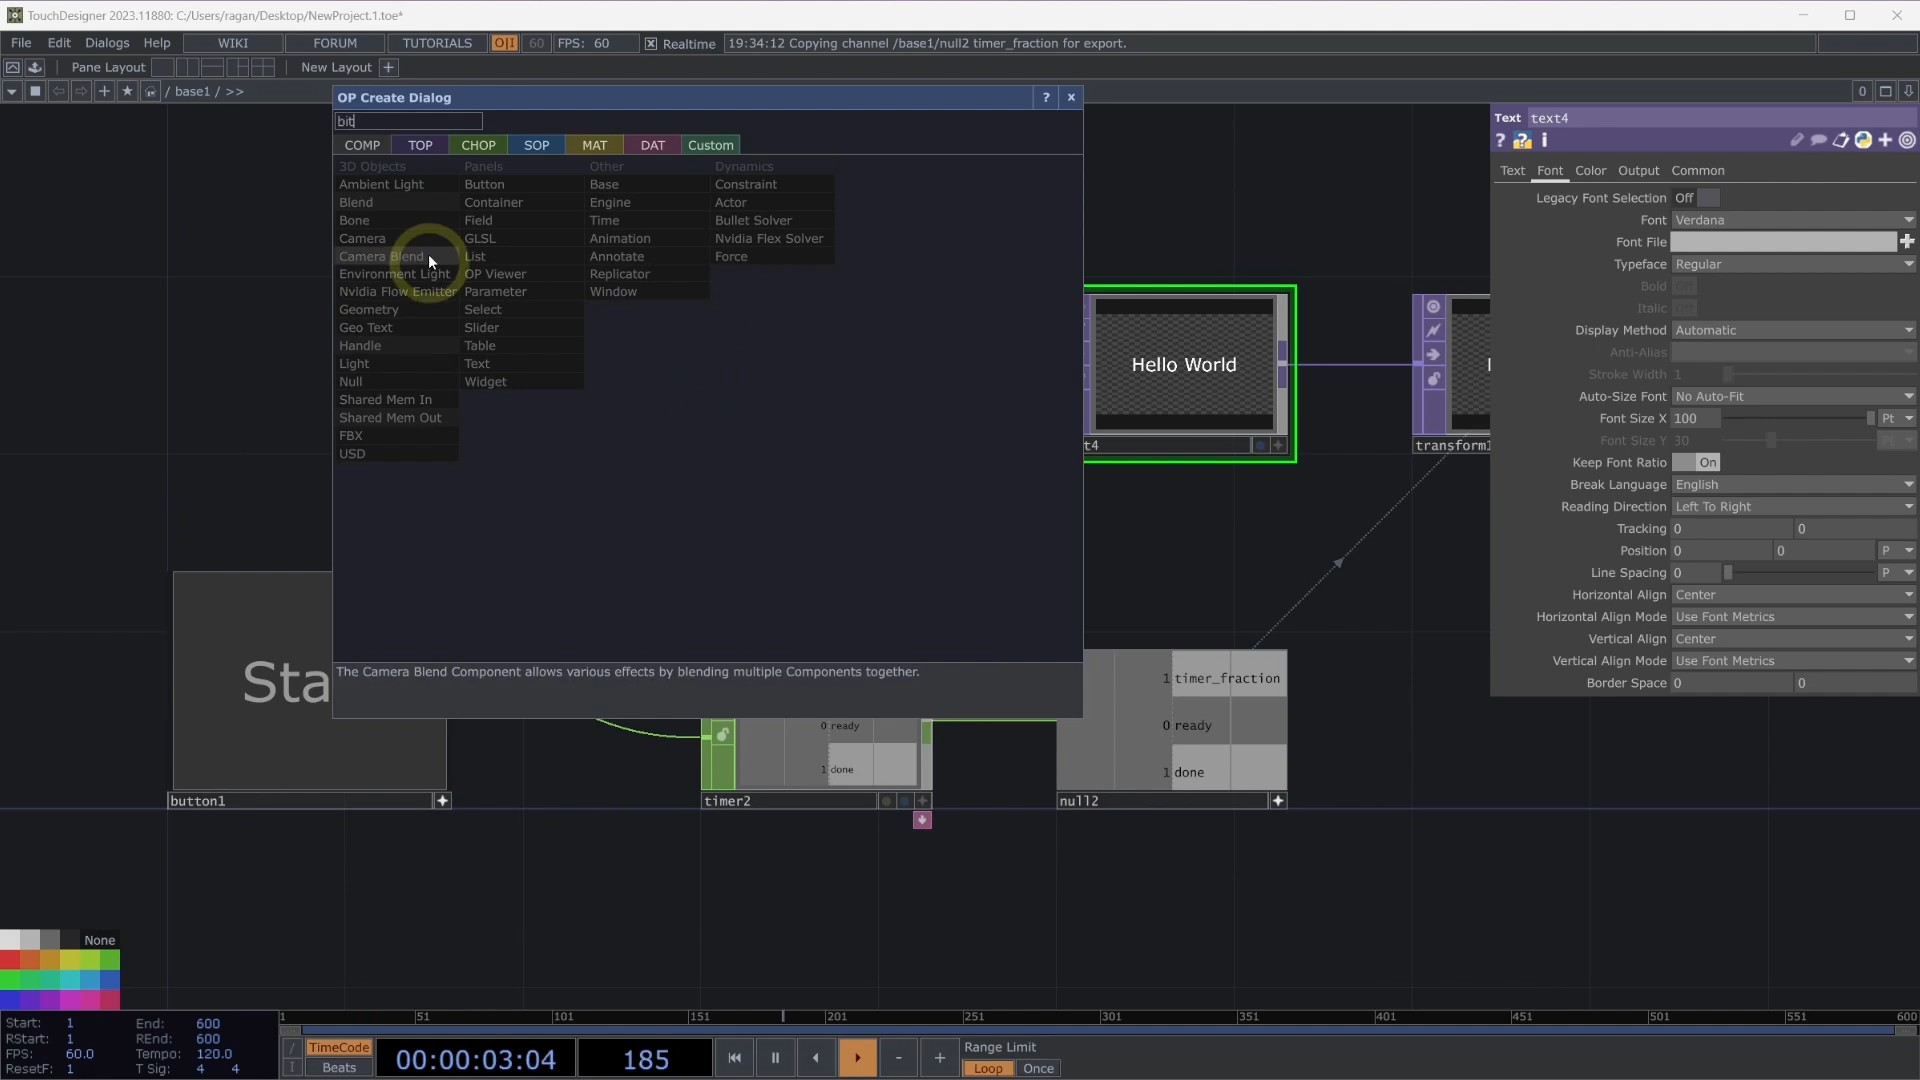 TouchDesigner 2023.11880: C:/Users/ragan/Desktop/NewProject.1.toe*
File Edit Dialogs Help WIKI FORUM TUTORIALS O|I 60 FPS: 60 Realtime 19:34:12 Copying channel /base1/null2 timer_fraction for export.
Pane Layout New Layout +
/ base1 / >> 0
OP Create Dialog ? x
bit
COMP TOP CHOP SOP MAT DAT Custom
3D Objects Panels Other Dynamics
Ambient Light Button Base Constraint
Blend Container Engine Actor
Bone Field Time Bullet Solver
Camera GLSL Animation Nvidia Flex Solver
Camera Blend List Annotate Force
Environment Light OP Viewer Replicator
Nvidia Flow Emitter Parameter Window
Geometry Select
Geo Text Slider
Handle Table
Light Text
Null Widget
Shared Mem In
Shared Mem Out
FBX
USD
The Camera Blend Component allows various effects by blending multiple Components together.
Text text4
? ? i
Text Font Color Output Common
Legacy Font Selection Off
Font Verdana
Font File
Typeface Regular
Bold Off
Italic Off
Display Method Automatic
Anti-Alias
Stroke Width 1
Auto-Size Font No Auto-Fit
Font Size X 100 Pt
Font Size Y 30 Pt
Keep Font Ratio On
Break Language English
Reading Direction Left To Right
Tracking 0 0
Position 0 0 P
Line Spacing 0 P
Horizontal Align Center
Horizontal Align Mode Use Font Metrics
Vertical Align Center
Vertical Align Mode Use Font Metrics
Border Space 0 0
Hello World
t4
transform1
Sta
button1
0 ready
1 done
timer2
1 timer_fraction
0 ready
1 done
null2
None
Start: 1 End: 600
RStart: 1 REnd: 600
FPS: 60.0 Tempo: 120.0
ResetF: 1 T Sig: 4 4
1 51 101 151 201 251 301 351 401 451 501 551 600
TimeCode
Beats
00:00:03:04
185
- +
Range Limit
Loop Once